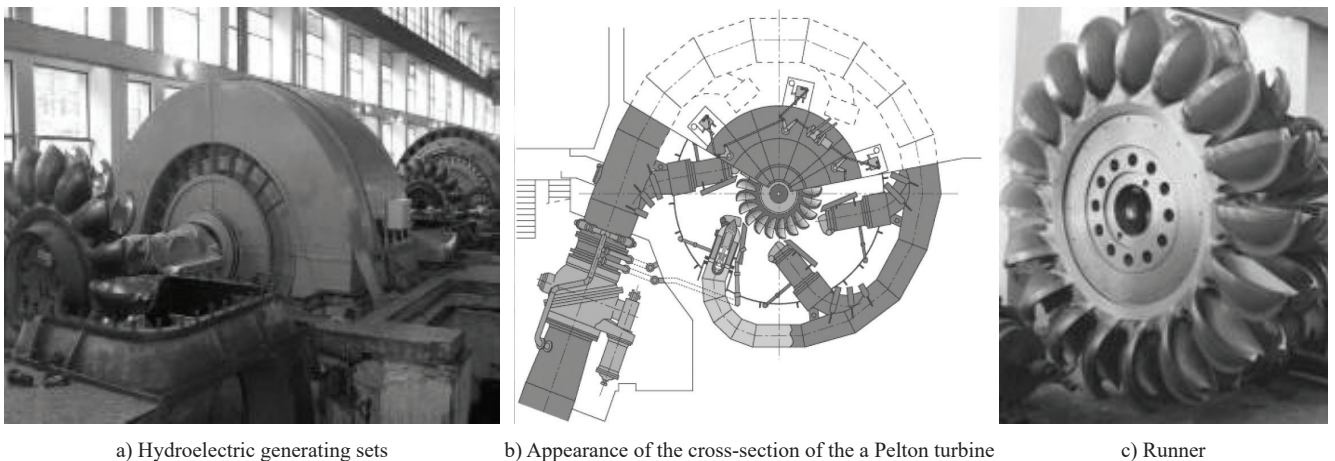 a) Hydroelectric generating sets
b) Appearance of the cross-section of the a Pelton turbine
c) Runner